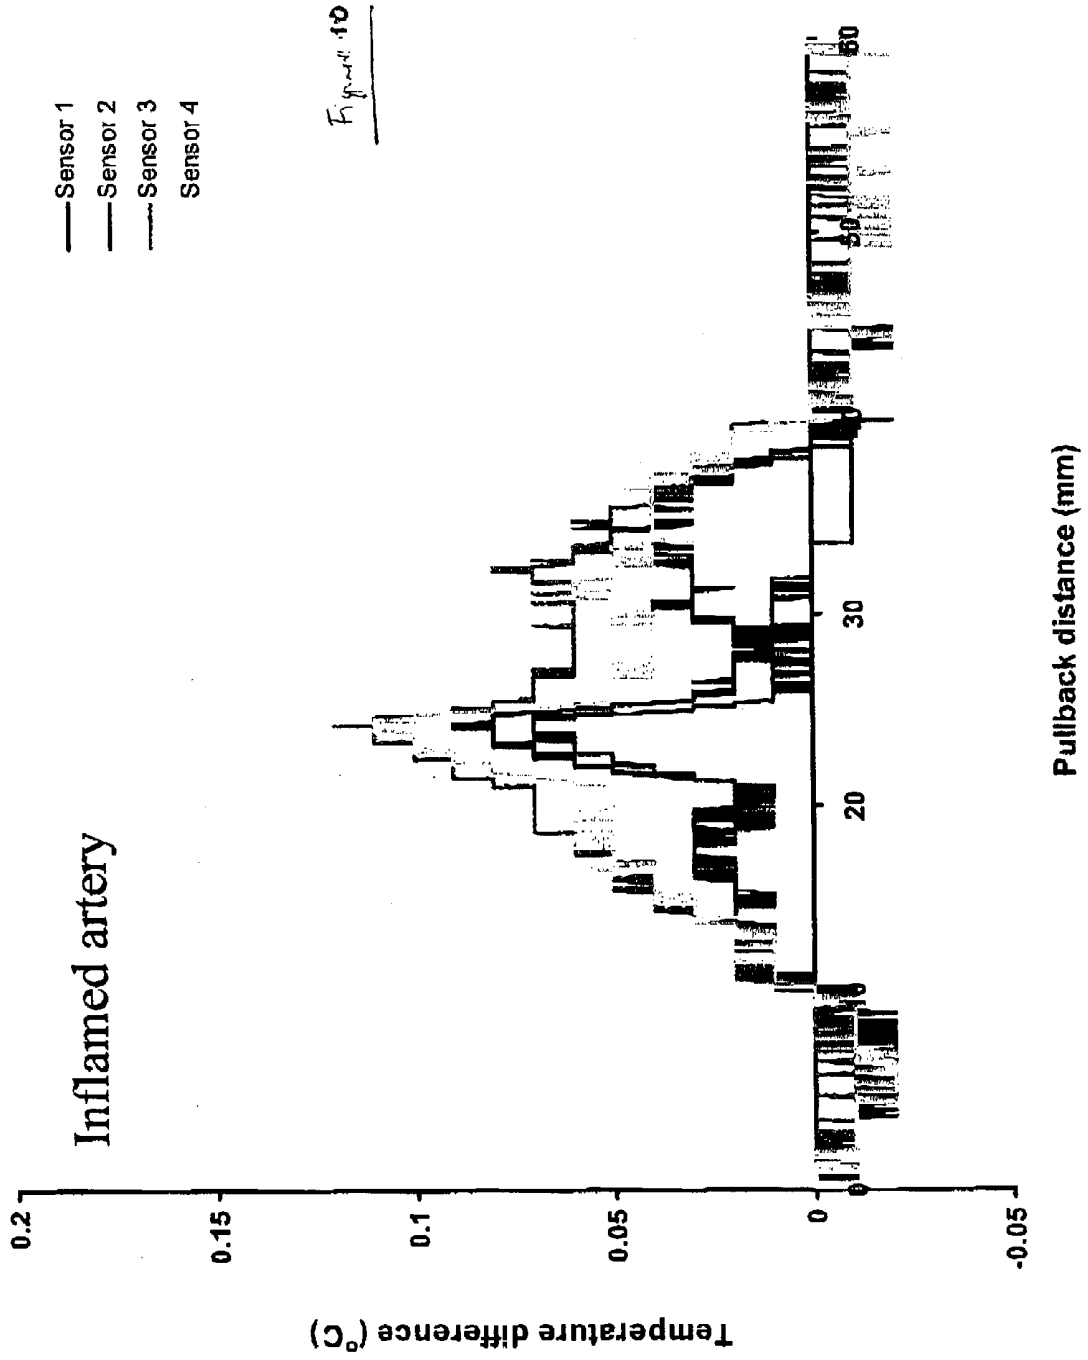 Inflamed artery
Sensor 1
Sensor 2
Sensor 3
Sensor 4
Temperature difference (°C)
0.2
0.15
0.1
0.05
0
-0.05
0
20
30
50
60
Pullback distance (mm)